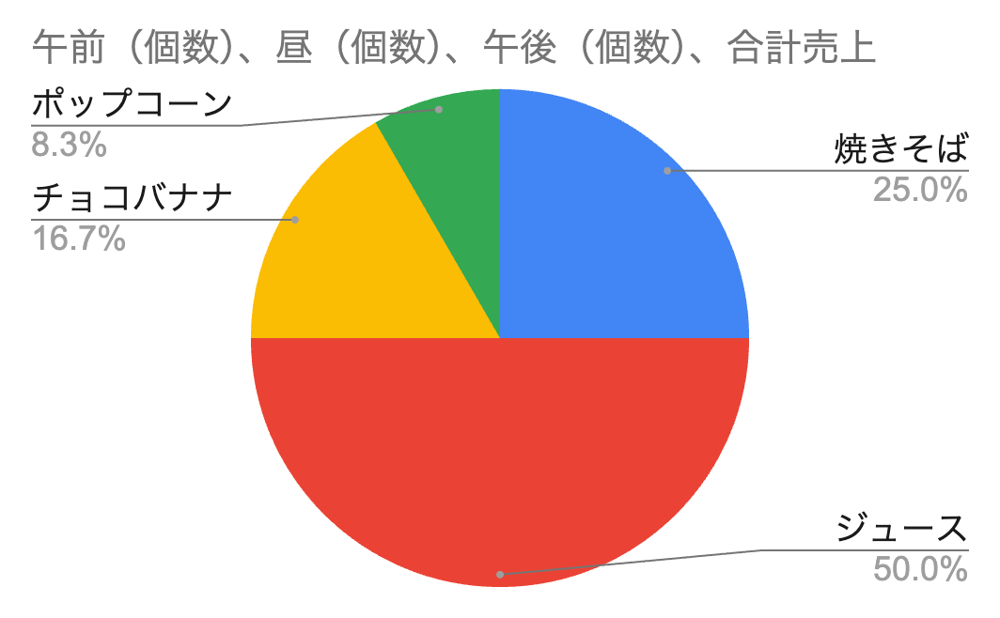 午前（個数）、昼（個数）、午後（個数）、合計売上
ポップコーン
8.3%
チョコバナナ
16.7%
焼きそば
25.0%
ジュース
50.0%